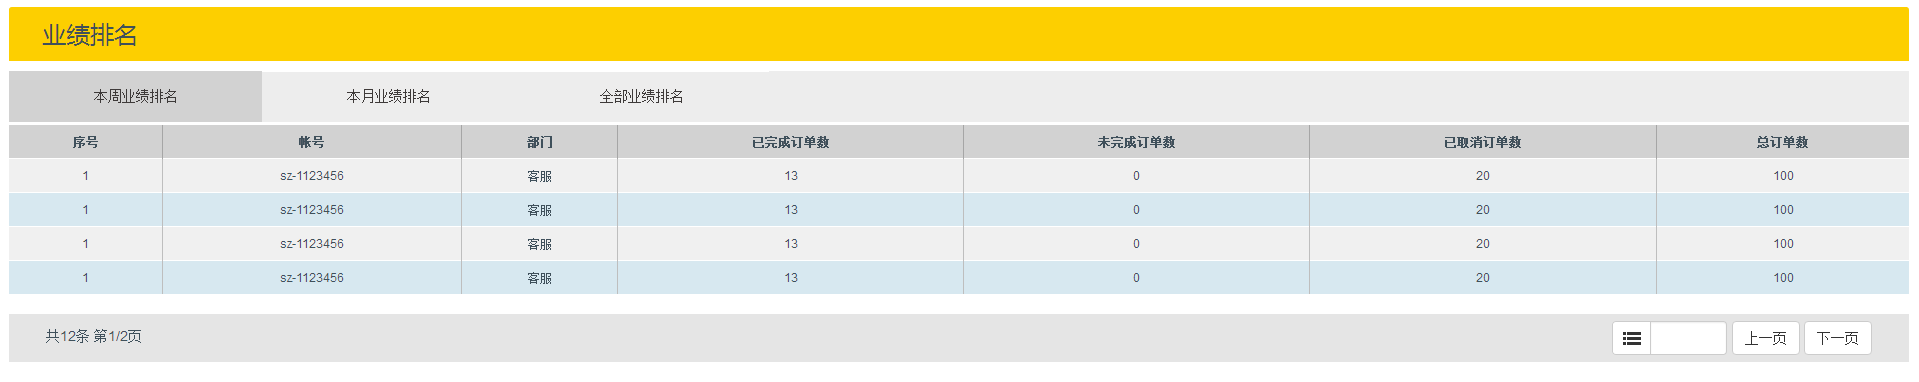 业绩排名
本周业绩排名 本月业绩排名 全部业绩排名
序号 帐号 部门 已完成订单数 未完成订单数 已取消订单数 总订单数
1 sz-1123456 客服 13 0 20 100
1 sz-1123456 客服 13 0 20 100
1 sz-1123456 客服 13 0 20 100
1 sz-1123456 客服 13 0 20 100
共12条 第1/2页 上一页 下一页